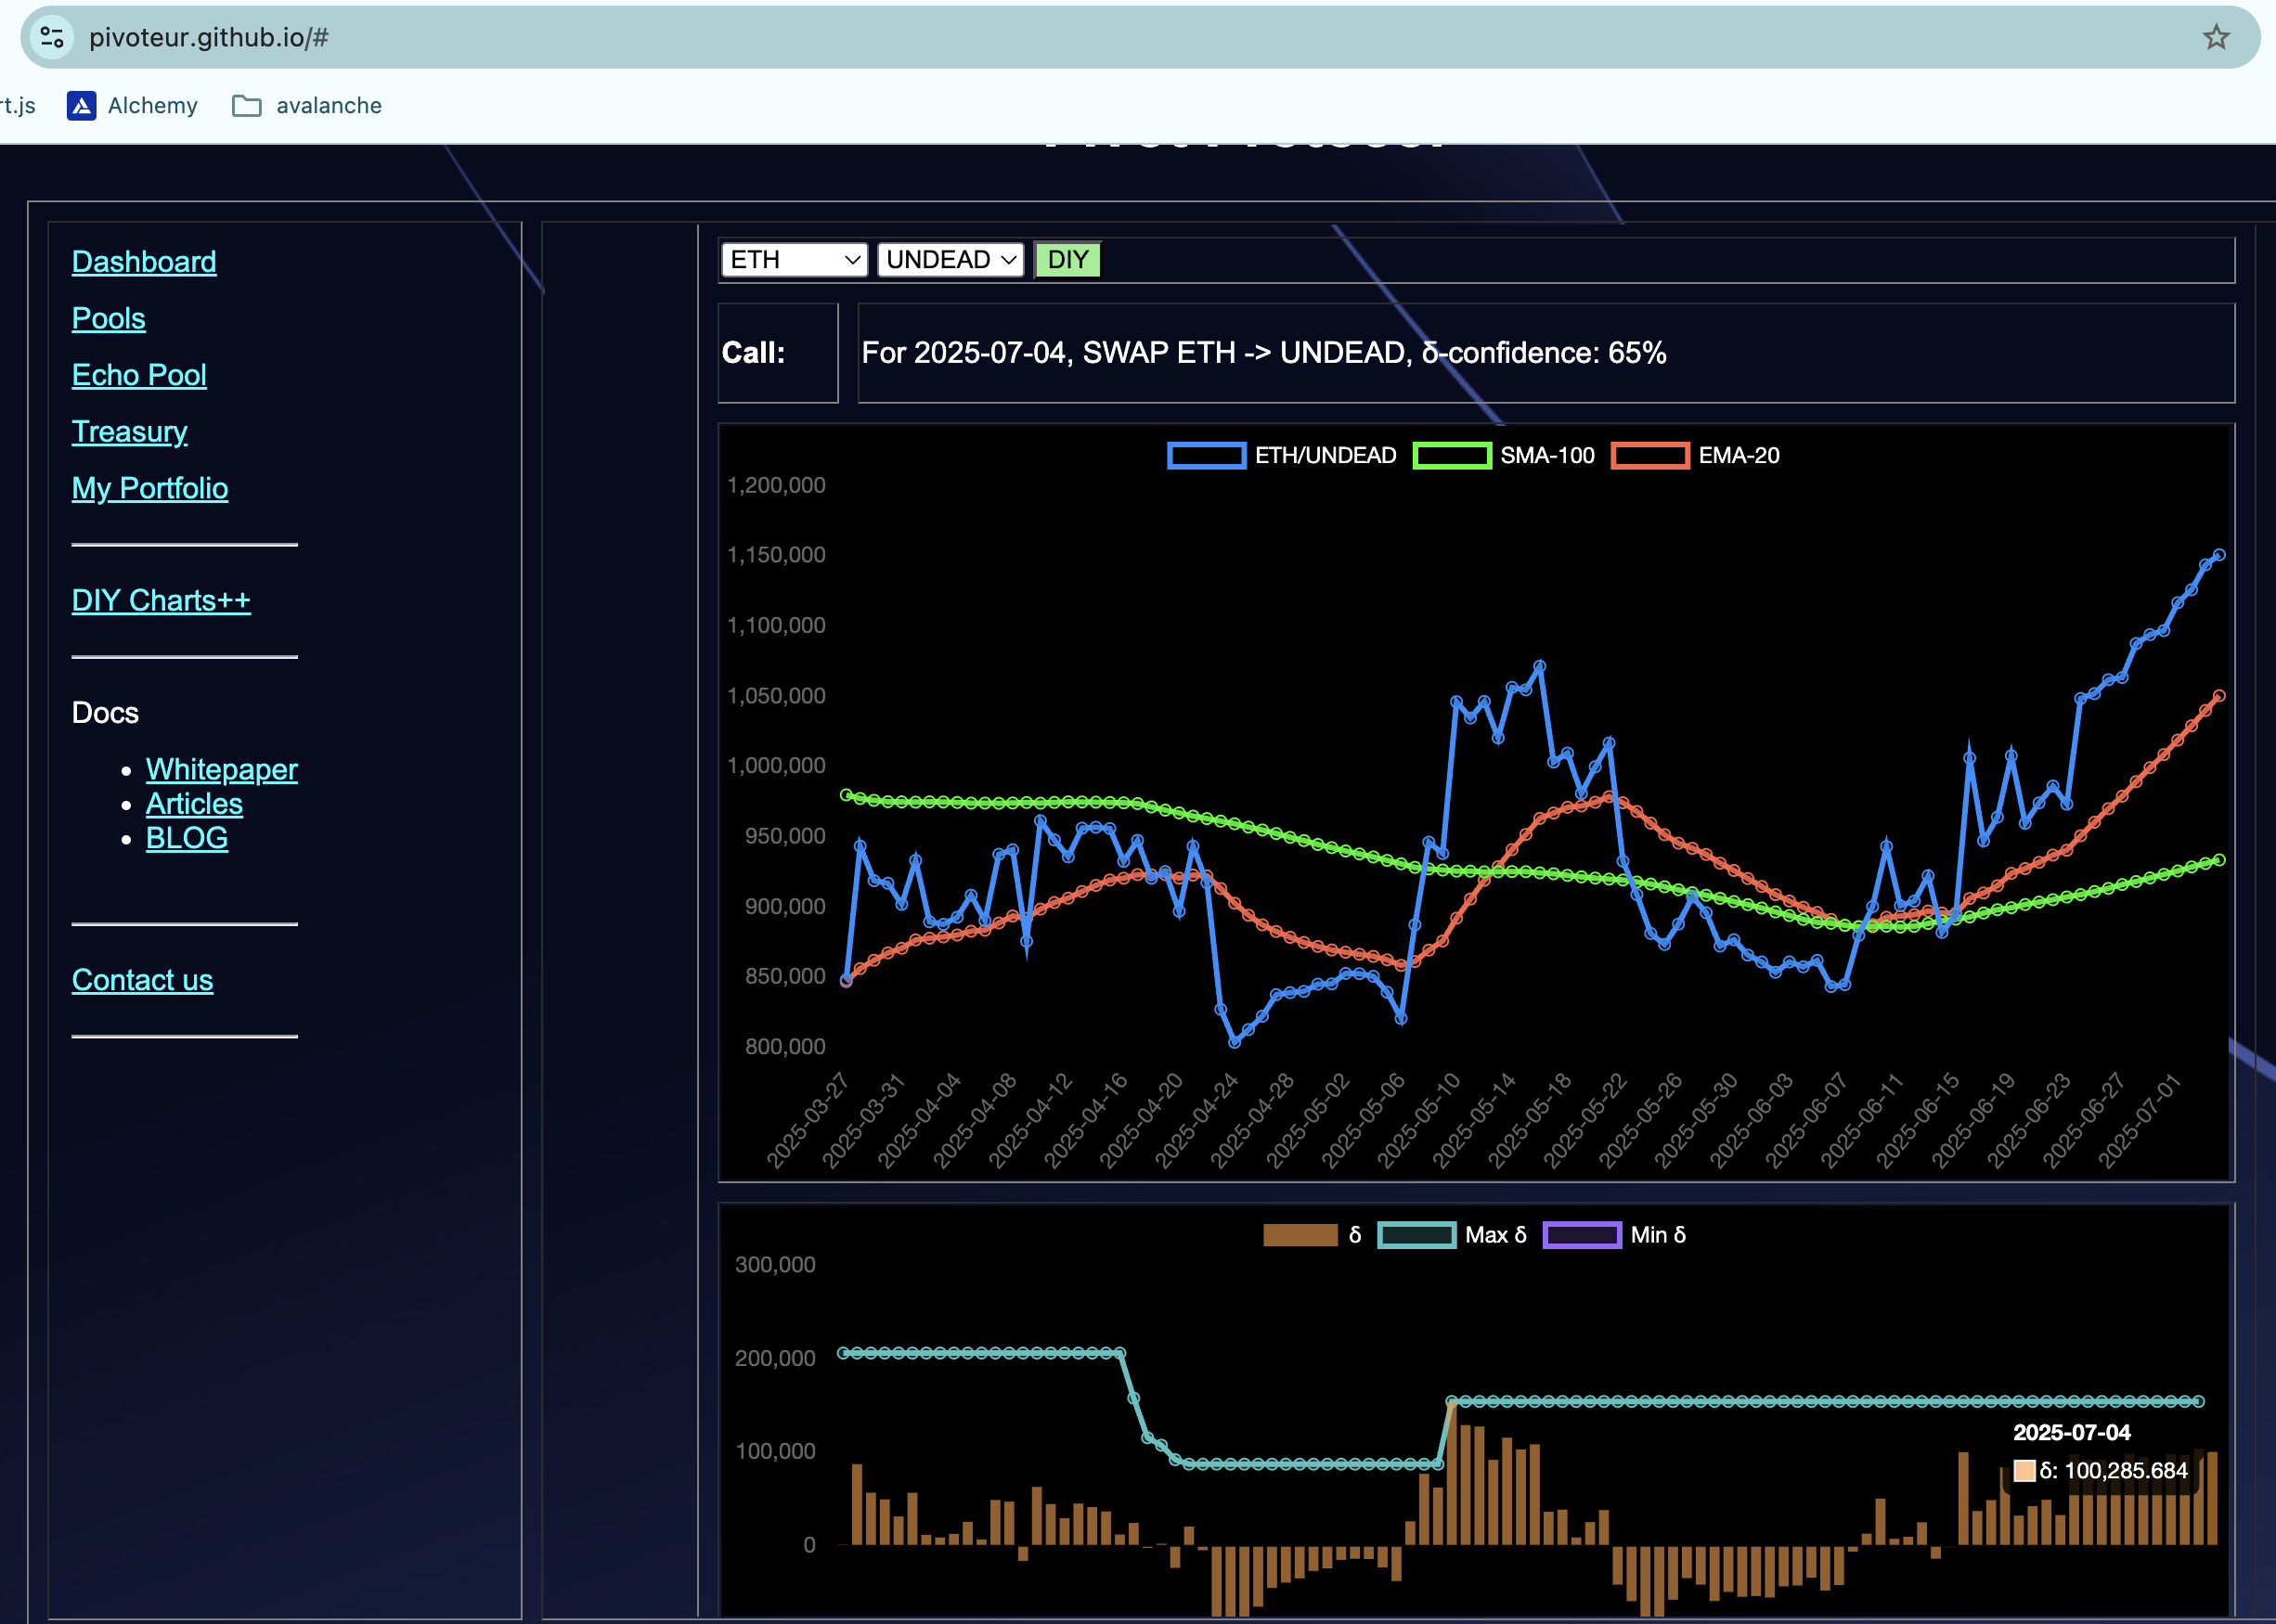 pivoteur.github.io/#
rt.js Alchemy avalanche
Dashboard
Pools
Echo Pool
Treasury
My Portfolio
DIY Charts++
Docs
Whitepaper
Articles
BLOG
Contact us
ETH UNDEAD DIY
Call: For 2025-07-04, SWAP ETH -> UNDEAD, δ-confidence: 65%
ETH/UNDEAD SMA-100 EMA-20
1,200,000
1,150,000
1,100,000
1,050,000
1,000,000
950,000
900,000
850,000
800,000
2025-03-27 2025-03-31 2025-04-04 2025-04-08 2025-04-12 2025-04-16 2025-04-20 2025-04-24 2025-04-28 2025-05-02 2025-05-06 2025-05-10 2025-05-14 2025-05-18 2025-05-22 2025-05-26 2025-05-30 2025-06-03 2025-06-07 2025-06-11 2025-06-15 2025-06-19 2025-06-23 2025-06-27 2025-07-01
δ Max δ Min δ
300,000
200,000
100,000
0
2025-07-04
δ: 100,285.684